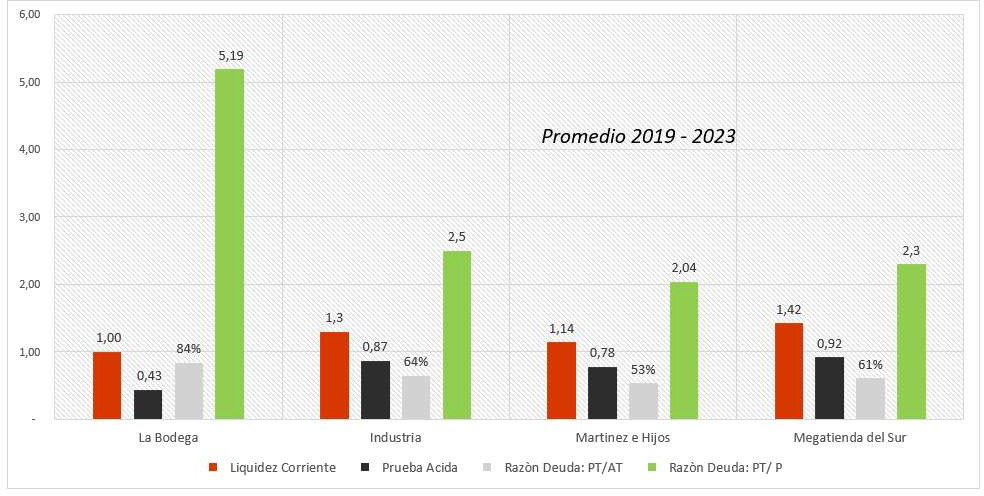 6,00
5,00
4,00
3,00
2,00
1,00
-
Promedio 2019 - 2023
1,00
0,43
84%
5,19
1,3
0,87
64%
2,5
1,14
0,78
53%
2,04
1,42
0,92
61%
2,3
La Bodega
Industria
Martinez e Hijos
Megatienda del Sur
Liquidez Corriente
Prueba Acida
Razòn Deuda: PT/AT
Razòn Deuda: PT/ P